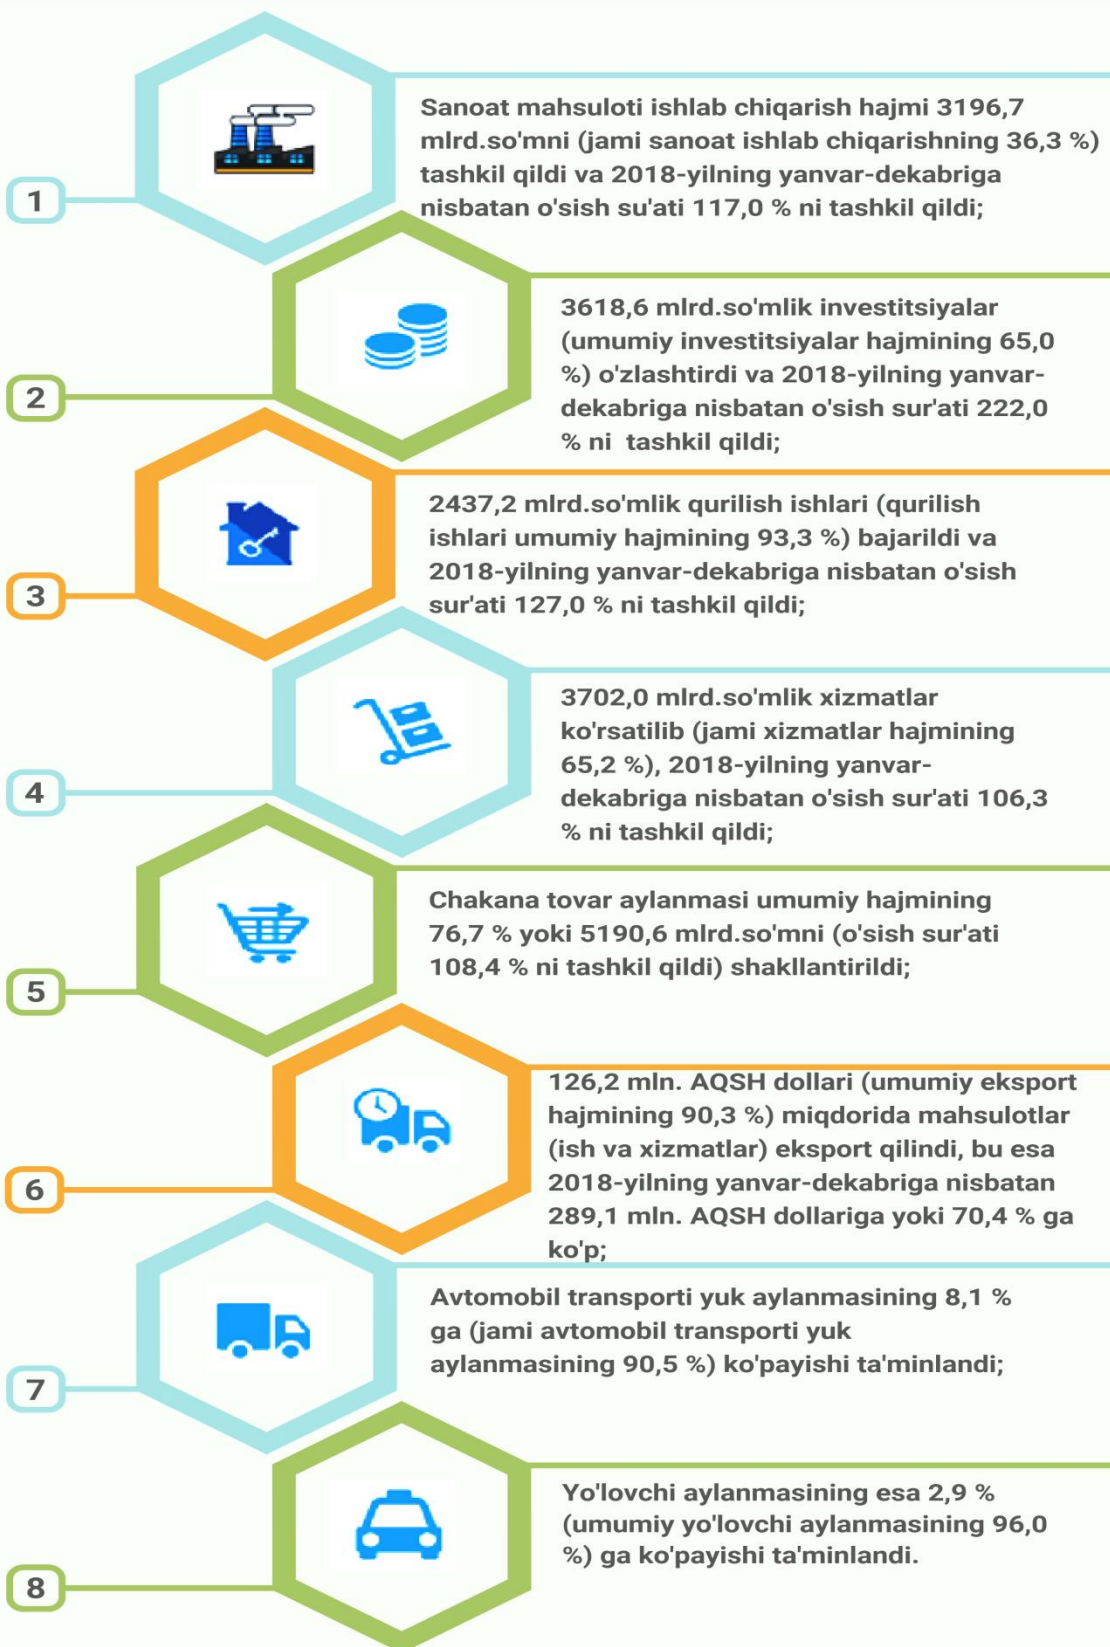 1
Sanoat mahsuloti ishlab chiqarish hajmi 3196,7
mlrd.so'mni (jami sanoat ishlab chiqarishning 36,3 %)
tashkil qildi va 2018-yilning yanvar-dekabriga
nisbatan o'sish su'ati 117,0 % ni tashkil qildi;
2
3618,6 mlrd.so'mlik investitsiyalar
(umumiy investitsiyalar hajmining 65,0
%) o'zlashtirdi va 2018-yilning yanvar-
dekabriga nisbatan o'sish sur'ati 222,0
% ni tashkil qildi;
3
2437,2 mlrd.so'mlik qurilish ishlari (qurilish
ishlari umumiy hajmining 93,3 %) bajarildi va
2018-yilning yanvar-dekabriga nisbatan o'sish
sur'ati 127,0 % ni tashkil qildi;
4
3702,0 mlrd.so'mlik xizmatlar
ko'rsatilib (jami xizmatlar hajmining
65,2 %), 2018-yilning yanvar-
dekabriga nisbatan o'sish sur'ati 106,3
% ni tashkil qildi;
5
Chakana tovar aylanmasi umumiy hajmining
76,7 % yoki 5190,6 mlrd.so'mni (o'sish sur'ati
108,4 % ni tashkil qildi) shakllantirildi;
6
126,2 mln. AQSH dollari (umumiy eksport
hajmining 90,3 %) miqdorida mahsulotlar
(ish va xizmatlar) eksport qilindi, bu esa
2018-yilning yanvar-dekabriga nisbatan
289,1 mln. AQSH dollariga yoki 70,4 % ga
ko'p;
7
Avtomobil transporti yuk aylanmasining 8,1 %
ga (jami avtomobil transporti yuk
aylanmasining 90,5 %) ko'payishi ta'minlandi;
8
Yo'lovchi aylanmasining esa 2,9 %
(umumiy yo'lovchi aylanmasining 96,0
%) ga ko'payishi ta'minlandi.